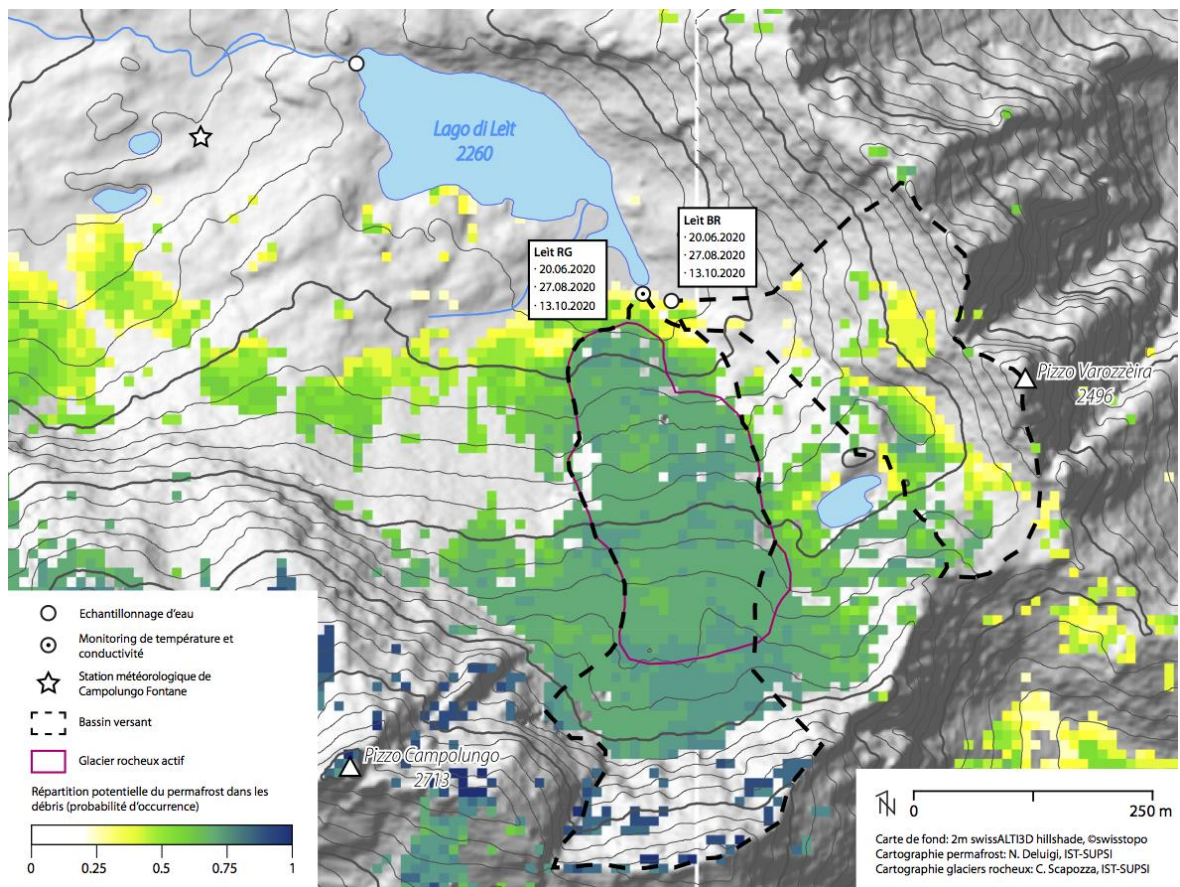 Lago di Leìt
2260
Leìt RG
· 20.06.2020
· 27.08.2020
· 13.10.2020
Leìt BR
· 20.06.2020
· 27.08.2020
· 13.10.2020
Pizzo Varozzèira
2496
Pizzo Campolungo
2713
Echantillonnage d'eau
Monitoring de température et
conductivité
Station météorologique de
Campolungo Fontane
Bassin versant
Glacier rocheux actif
Répartition potentielle du permafrost dans les
débris (probabilité d'occurrence)
0 0.25 0.5 0.75 1
N 0 250 m
Carte de fond: 2m swissALTI3D hillshade, ©swisstopo
Cartographie permafrost: N. Deluigi, IST-SUPSI
Cartographie glaciers rocheux: C. Scapozza, IST-SUPSI